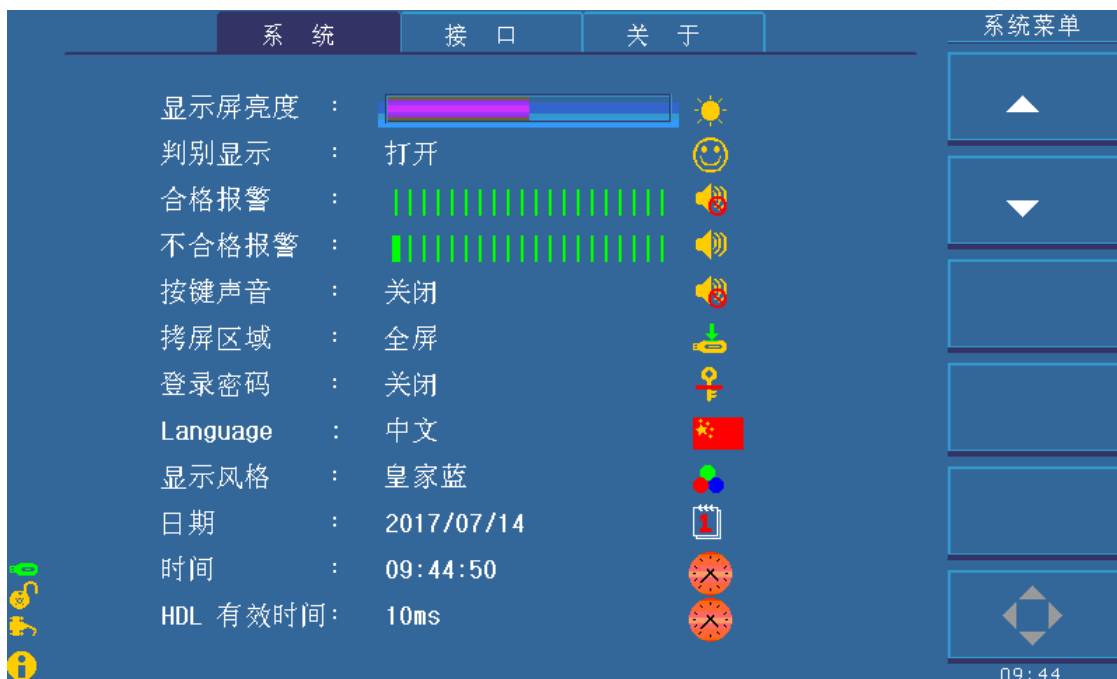 系 统 接 口 关 于 系统菜单
显示屏亮度 :
判别显示 : 打开
合格报警 :
不合格报警 :
按键声音 : 关闭
拷屏区域 : 全屏
登录密码 : 关闭
Language : 中文
显示风格 : 皇家蓝
日期 : 2017/07/14 1
时间 : 09:44:50
HDL 有效时间: 10ms
09:44